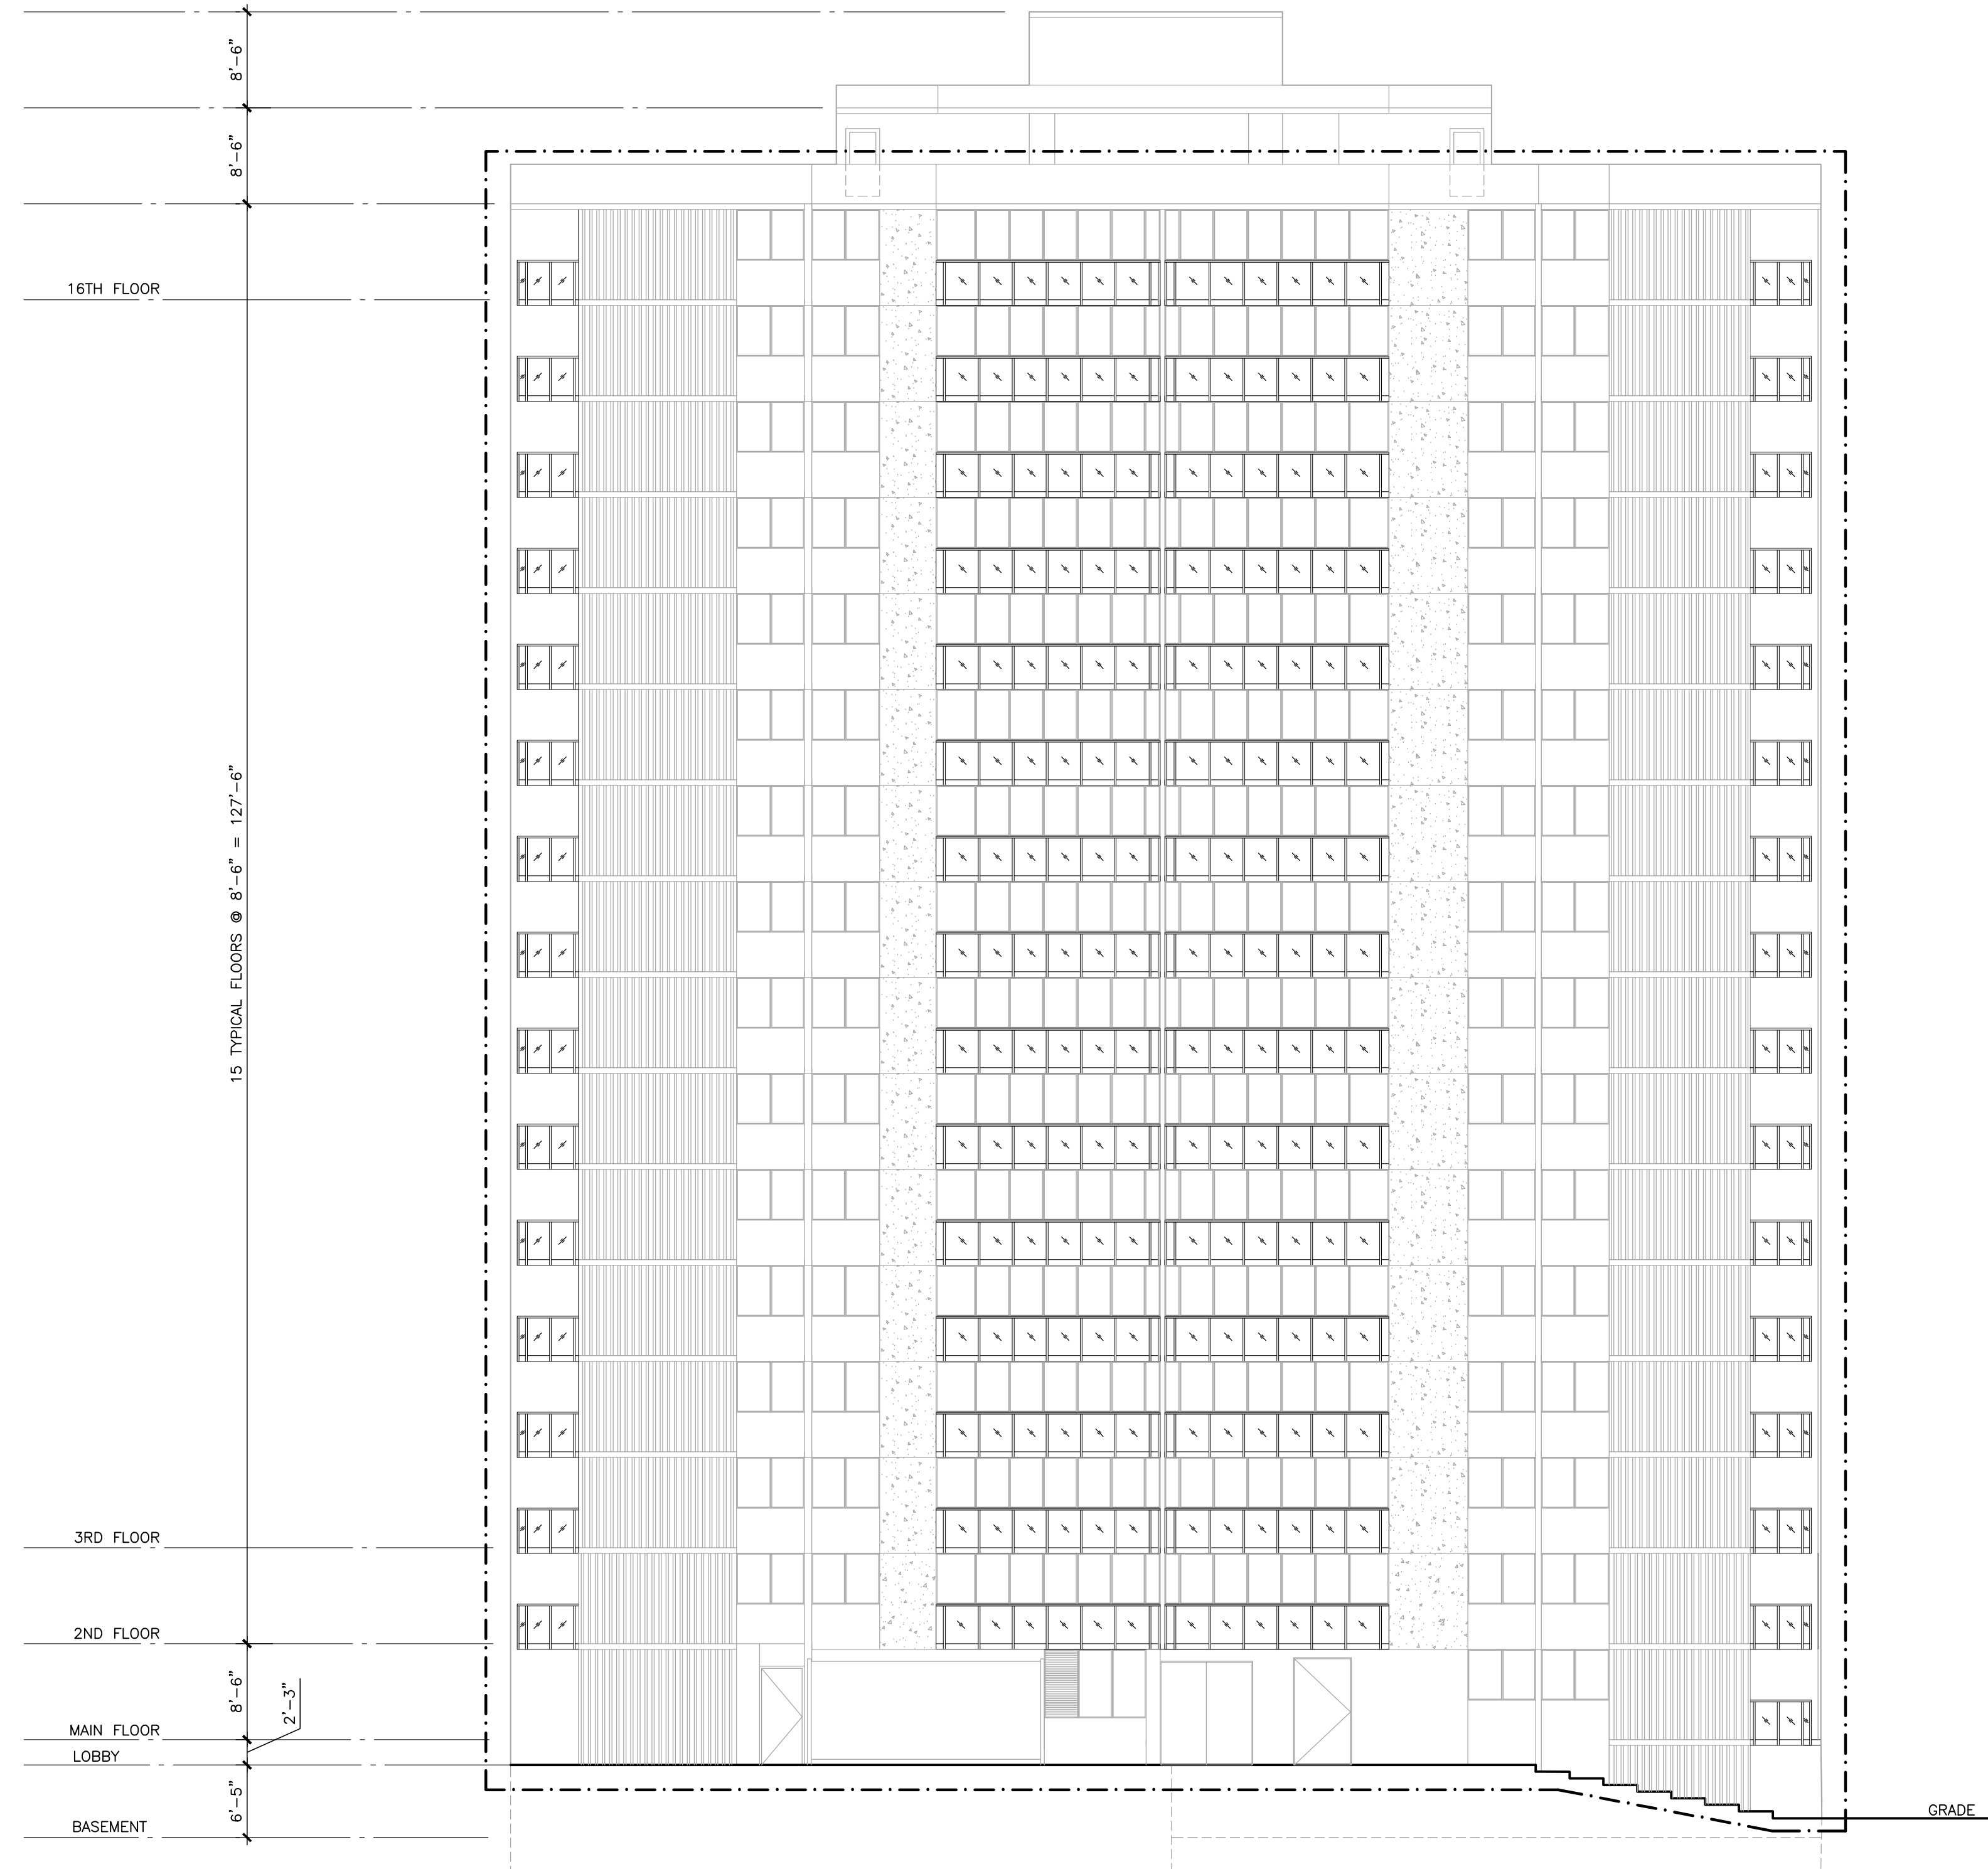 8'-6"
8'-6"
16TH FLOOR
15 TYPICAL FLOORS @ 8'-6" = 127'-6"
3RD FLOOR
2ND FLOOR
8'-6"
2'-3"
MAIN FLOOR
LOBBY
6'-5"
GRADE
BASEMENT